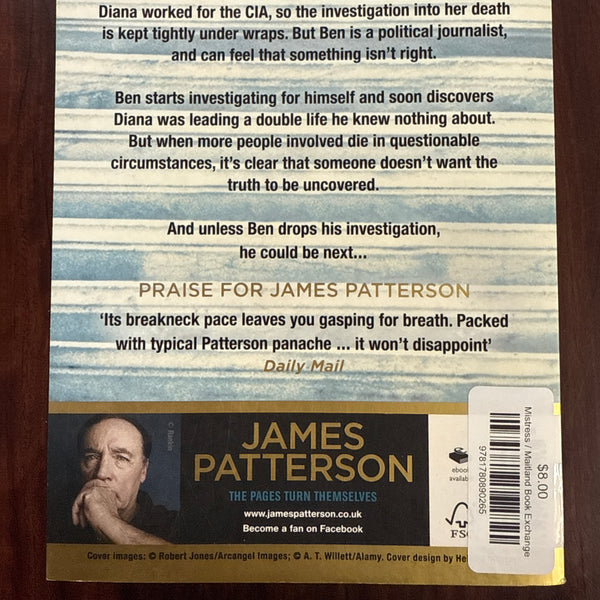 Diana worked for the CIA, so the investigation into her death
is kept tightly under wraps. But Ben is a political journalist,
and can feel that something isn't right.
Ben starts investigating for himself and soon discovers
Diana was leading a double life he knew nothing about.
But when more people involved die in questionable
circumstances, it's clear that someone doesn't want the
truth to be uncovered.
And unless Ben drops his investigation,
he could be next...
PRAISE FOR JAMES PATTERSON
‘Its breakneck pace leaves you gasping for breath. Packed
with typical Patterson panache ... it won't disappoint’
Daily Mail
© Rankin
JAMES
PATTERSON
THE PAGES TURN THEMSELVES
www.jamespatterson.co.uk
Become a fan on Facebook
ebook
availab
FSC
$8.00
Mistress / Maitland Book Exchange
9781780890265
Cover images: © Robert Jones/Arcangel Images; © A. T. Willett/Alamy. Cover design by He